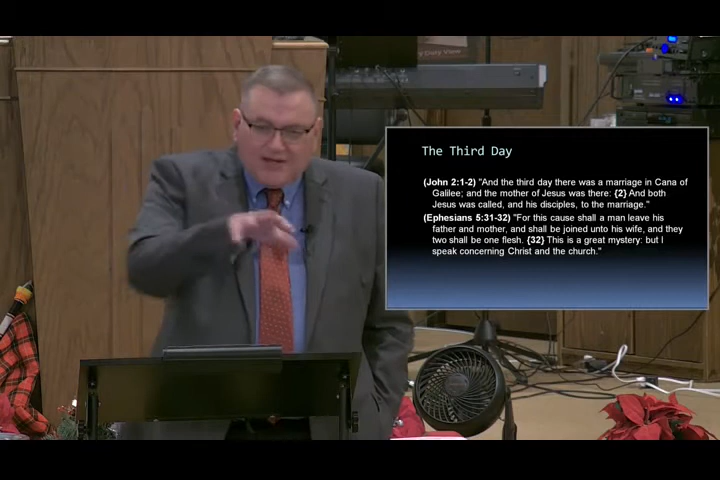 The Third Day
(John 2:1-2) "And the third day there was a marriage in Cana of
Galilee; and the mother of Jesus was there: {2} And both
Jesus was called, and his disciples, to the marriage."
(Ephesians 5:31-32) "For this cause shall a man leave his
father and mother, and shall be joined unto his wife, and they
two shall be one flesh. {32} This is a great mystery: but I
speak concerning Christ and the church."